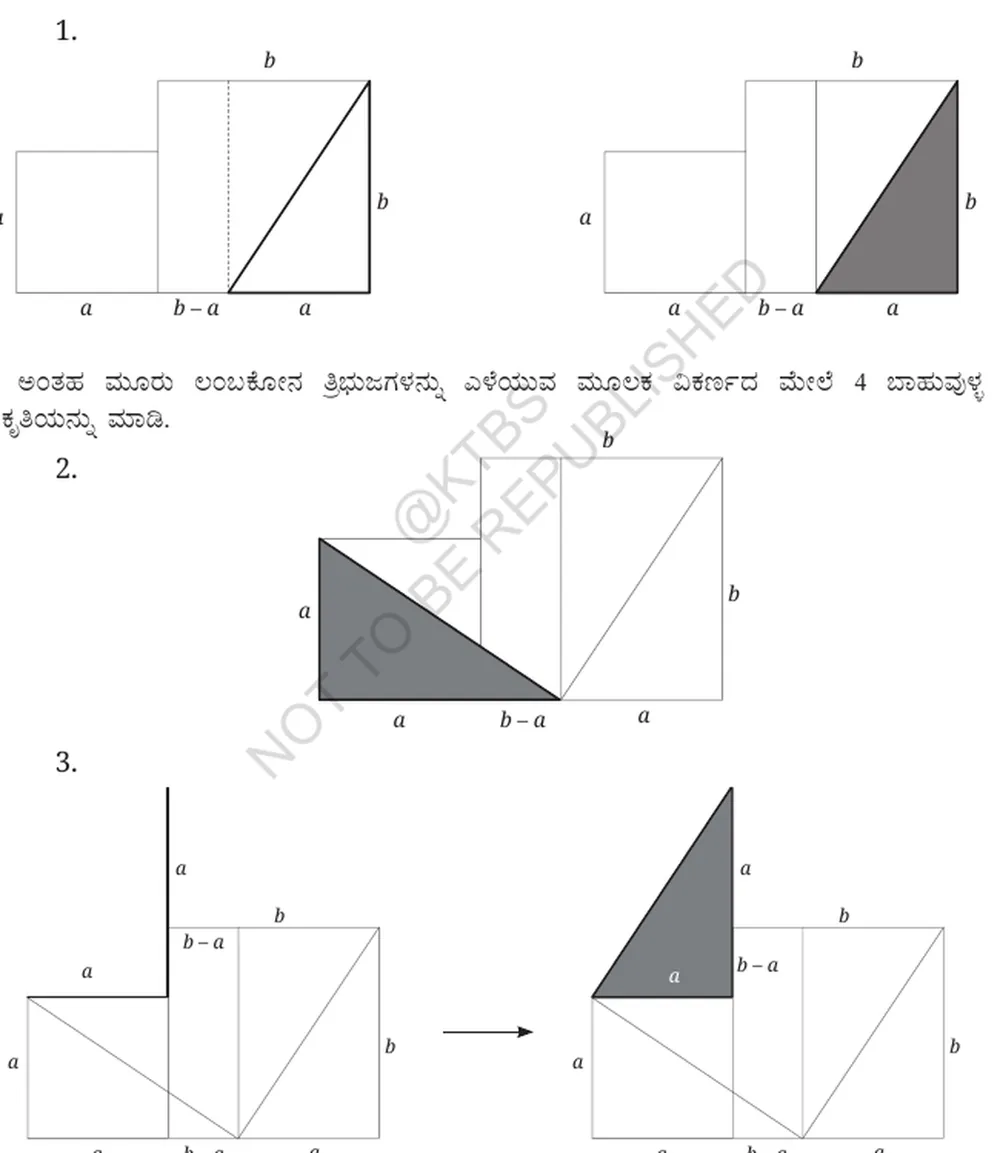 1.
b b
b b
a
a b – a a a b – a a
ಅಂತಹ ಮೂರು ಲಂಬಕೋನ ತ್ರಿಭುಜಗಳನ್ನು ಎಳೆಯುವ ಮೂಲಕ ವಿಕರ್ಣದ ಮೇಲೆ 4 ಬಾಹುವುಳ್ಳ
ಕೃತಿಯನ್ನು ಮಾಡಿ.
b
2.
b
a
a b – a a
@KTBS
NOT TO BE REPUBLISHED
3.
a a
b b
b – a
a a b – a
b b
a a
a b – a a a b – a a